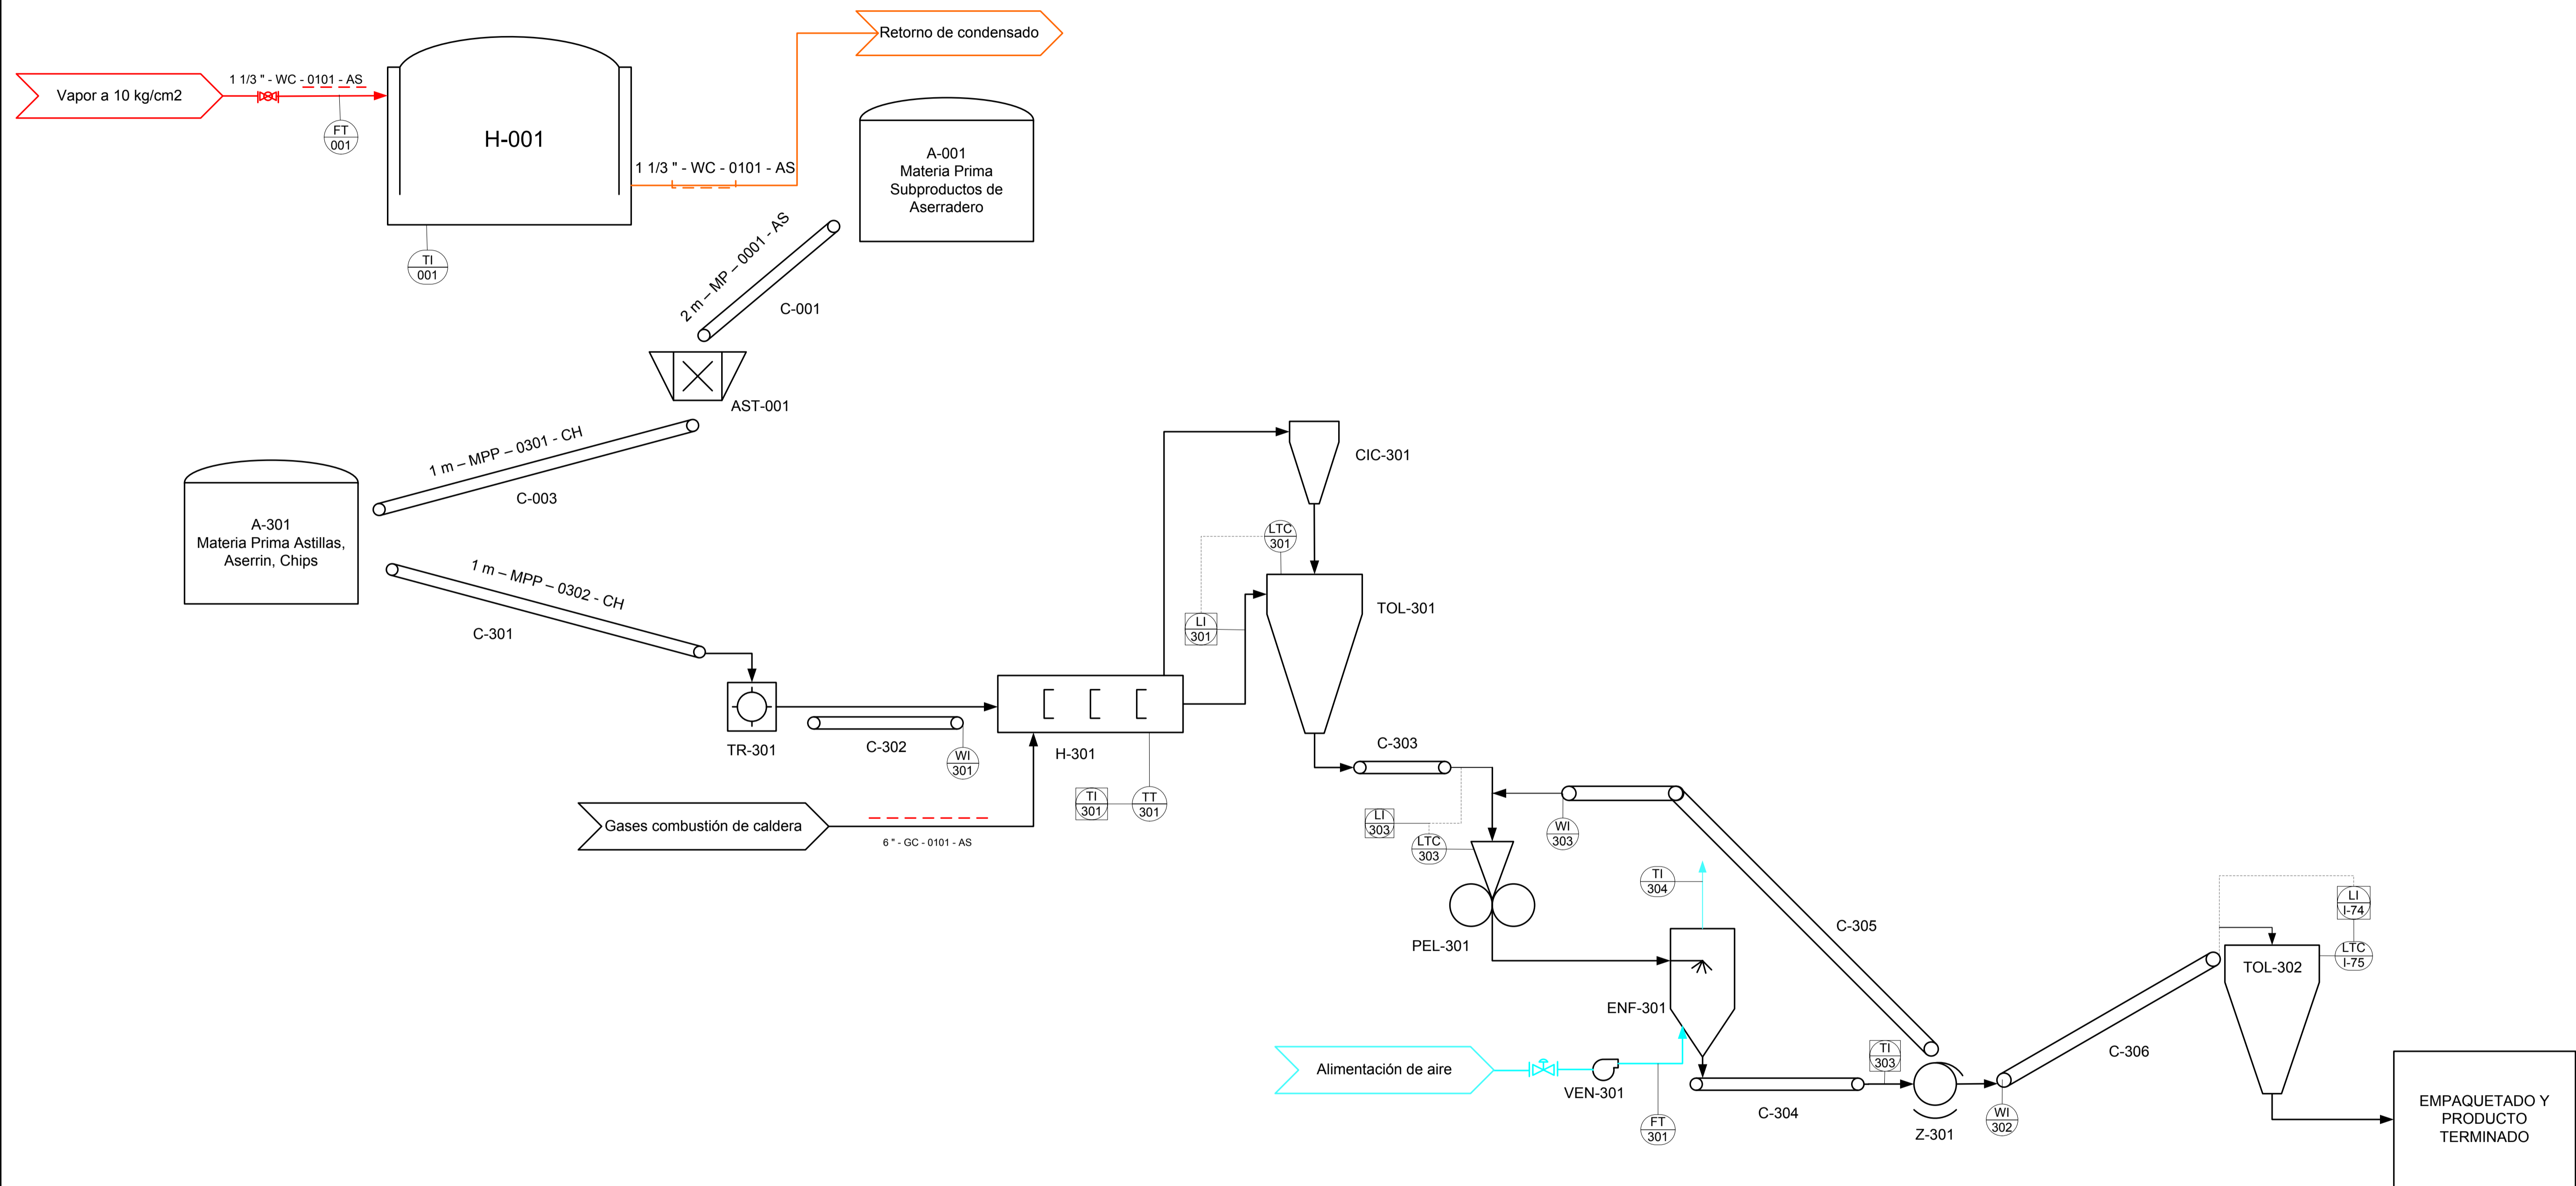 Retorno de condensado
1 1/3 " - WC - 0101 - AS
Vapor a 10 kg/cm2
FT
001
H-001
1 1/3 " - WC - 0101 - AS
TI
001
A-001
Materia Prima
Subproductos de
Aserradero
2 m – MP – 0001 - AS
C-001
AST-001
1 m – MPP – 0301 - CH
C-003
A-301
Materia Prima Astillas,
Aserrin, Chips
1 m – MPP – 0302 - CH
C-301
TR-301
C-302
WI
301
H-301
TI
301
TT
301
Gases combustión de caldera
6 " - GC - 0101 - AS
CIC-301
LTC
301
LI
301
TOL-301
C-303
LI
303
LTC
303
WI
303
PEL-301
TI
304
C-305
ENF-301
Alimentación de aire
VEN-301
FT
301
C-304
TI
303
Z-301
WI
302
C-306
LI
I-74
LTC
I-75
TOL-302
EMPAQUETADO Y
PRODUCTO
TERMINADO